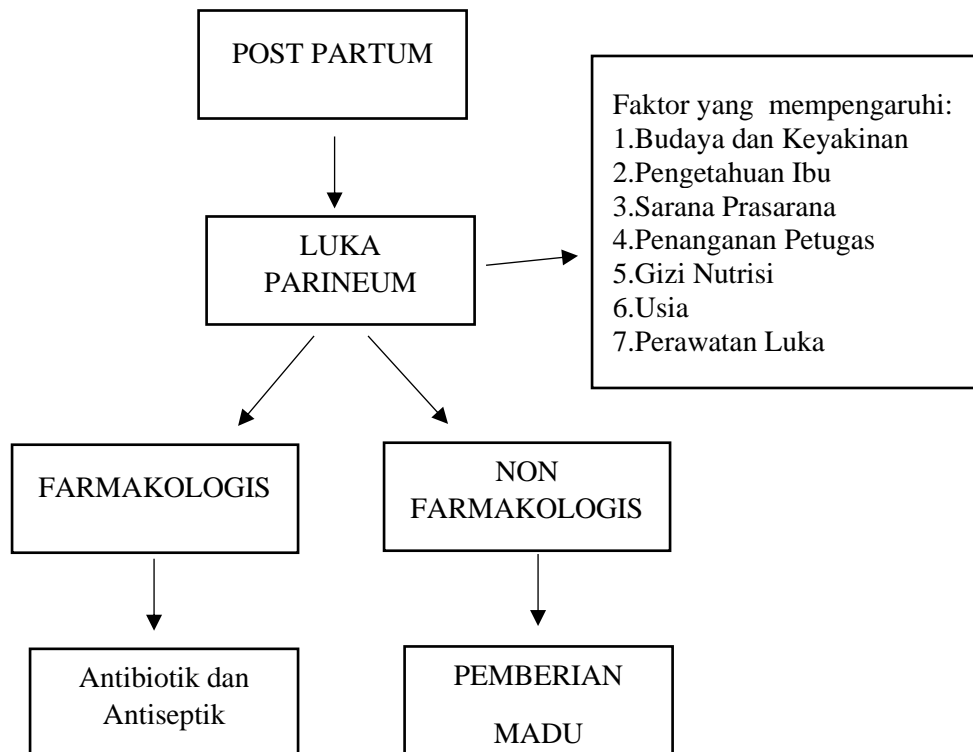 POST PARTUM
Faktor yang mempengaruhi:
1.Budaya dan Keyakinan
2.Pengetahuan Ibu
3.Sarana Prasarana
4.Penanganan Petugas
5.Gizi Nutrisi
6.Usia
7.Perawatan Luka
LUKA
PARINEUM
FARMAKOLOGIS
NON
FARMAKOLOGIS
Antibiotik dan
Antiseptik
PEMBERIAN
MADU